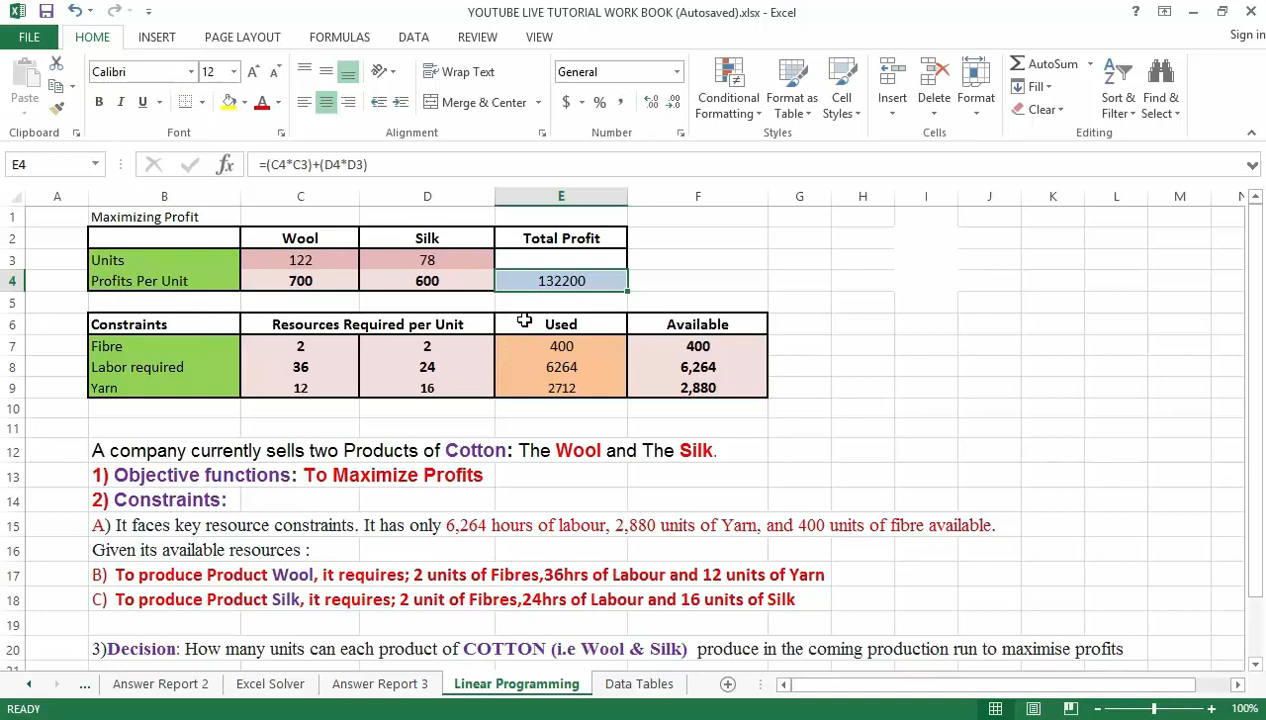 YOUTUBE LIVE TUTORIAL WORK BOOK (Autosaved).xlsx - Excel
FILE HOME INSERT PAGE LAYOUT FORMULAS DATA REVIEW VIEW Sign in
Calibri 12 Wrap Text General AutoSum
Paste B I U Merge & Center $ % , Conditional Formatting Format as Table Cell Styles Insert Delete Format Fill Clear Sort & Filter Find & Select
Clipboard Font Alignment Number Styles Cells Editing
E4 fx =(C4*C3)+(D4*D3)
A B C D E F G H I J K L M N
1 Maximizing Profit
2 Wool Silk Total Profit
3 Units 122 78
4 Profits Per Unit 700 600 132200
5
6 Constraints Resources Required per Unit Used Available
7 Fibre 2 2 400 400
8 Labor required 36 24 6264 6,264
9 Yarn 12 16 2712 2,880
10
11
12 A company currently sells two Products of Cotton: The Wool and The Silk.
13 1) Objective functions: To Maximize Profits
14 2) Constraints:
15 A) It faces key resource constraints. It has only 6,264 hours of labour, 2,880 units of Yarn, and 400 units of fibre available.
16 Given its available resources :
17 B) To produce Product Wool, it requires; 2 units of Fibres,36hrs of Labour and 12 units of Yarn
18 C) To produce Product Silk, it requires; 2 unit of Fibres,24hrs of Labour and 16 units of Silk
19
20 3)Decision: How many units can each product of COTTON (i.e Wool & Silk) produce in the coming production run to maximise profits
... Answer Report 2 Excel Solver Answer Report 3 Linear Programming Data Tables
READY 100%